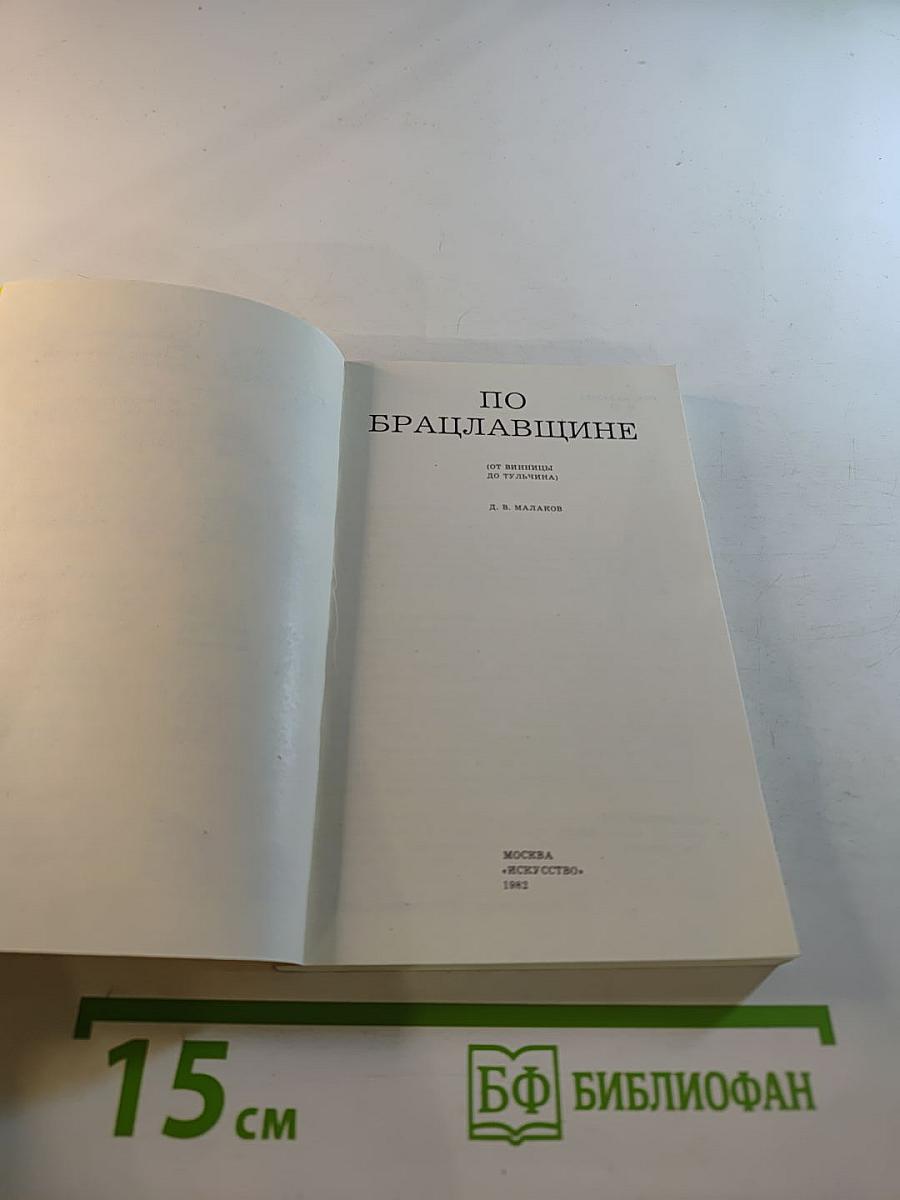 ПО
БРАЦЛАВЩИНЕ
(ОТ ВИННИЦЫ
ДО ТУЛЬЧИНА)
Д. В. МАЛАКОВ
МОСКВА
«ИСКУССТВО»
1982
15 см
БФ БИБЛИОФАН